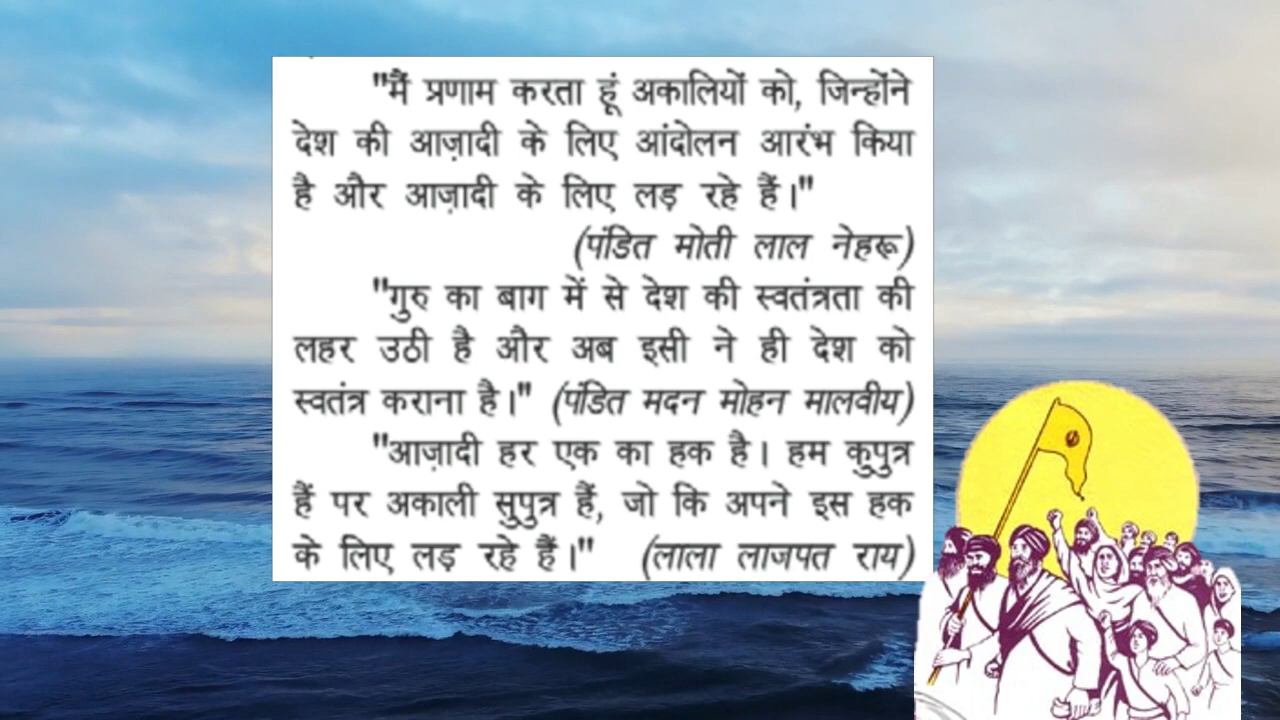 "मैं प्रणाम करता हूं अकालियों को, जिन्होंने
देश की आज़ादी के लिए आंदोलन आरंभ किया
है और आज़ादी के लिए लड़ रहे हैं।"
(पंडित मोती लाल नेहरू)
"गुरु का बाग में से देश की स्वतंत्रता की
लहर उठी है और अब इसी ने ही देश को
स्वतंत्र कराना है।" (पंडित मदन मोहन मालवीय)
"आज़ादी हर एक का हक है। हम कुपुत्र
हैं पर अकाली सुपुत्र हैं, जो कि अपने इस हक
के लिए लड़ रहे हैं।" (लाला लाजपत राय)